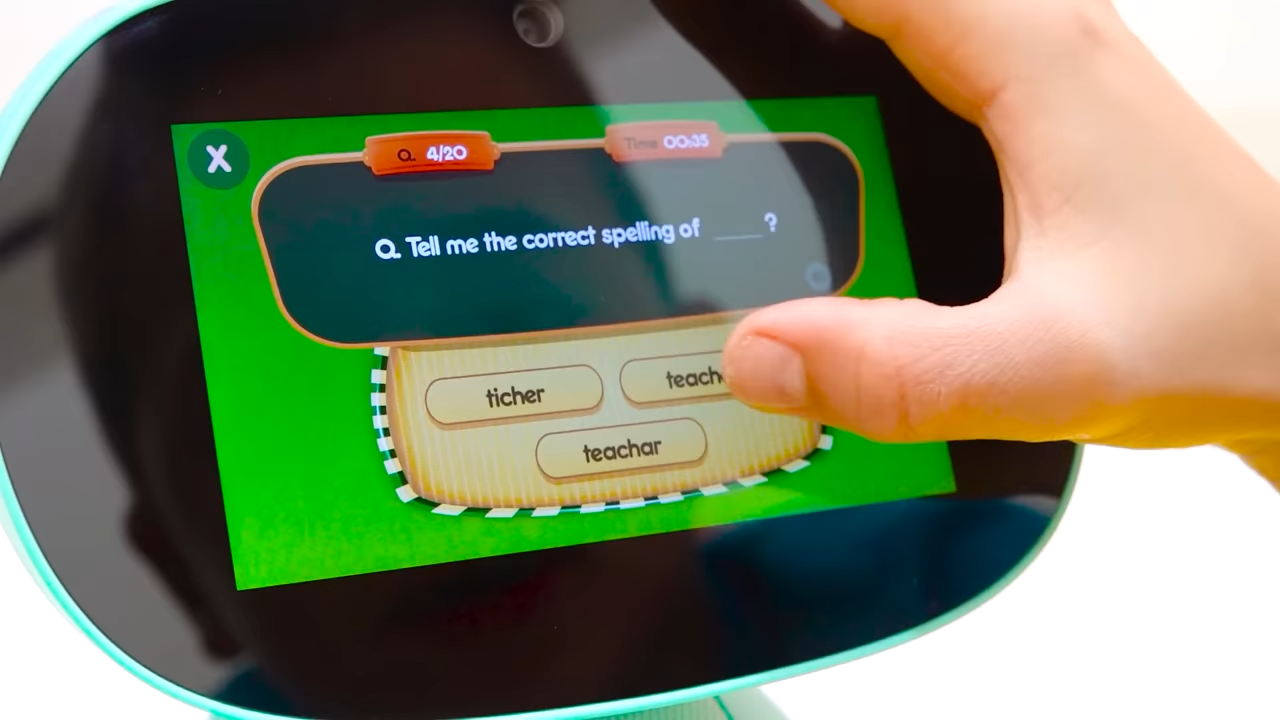 X
Q. 4/20
Time 00:35
Q. Tell me the correct spelling of ____?
ticher
teachar